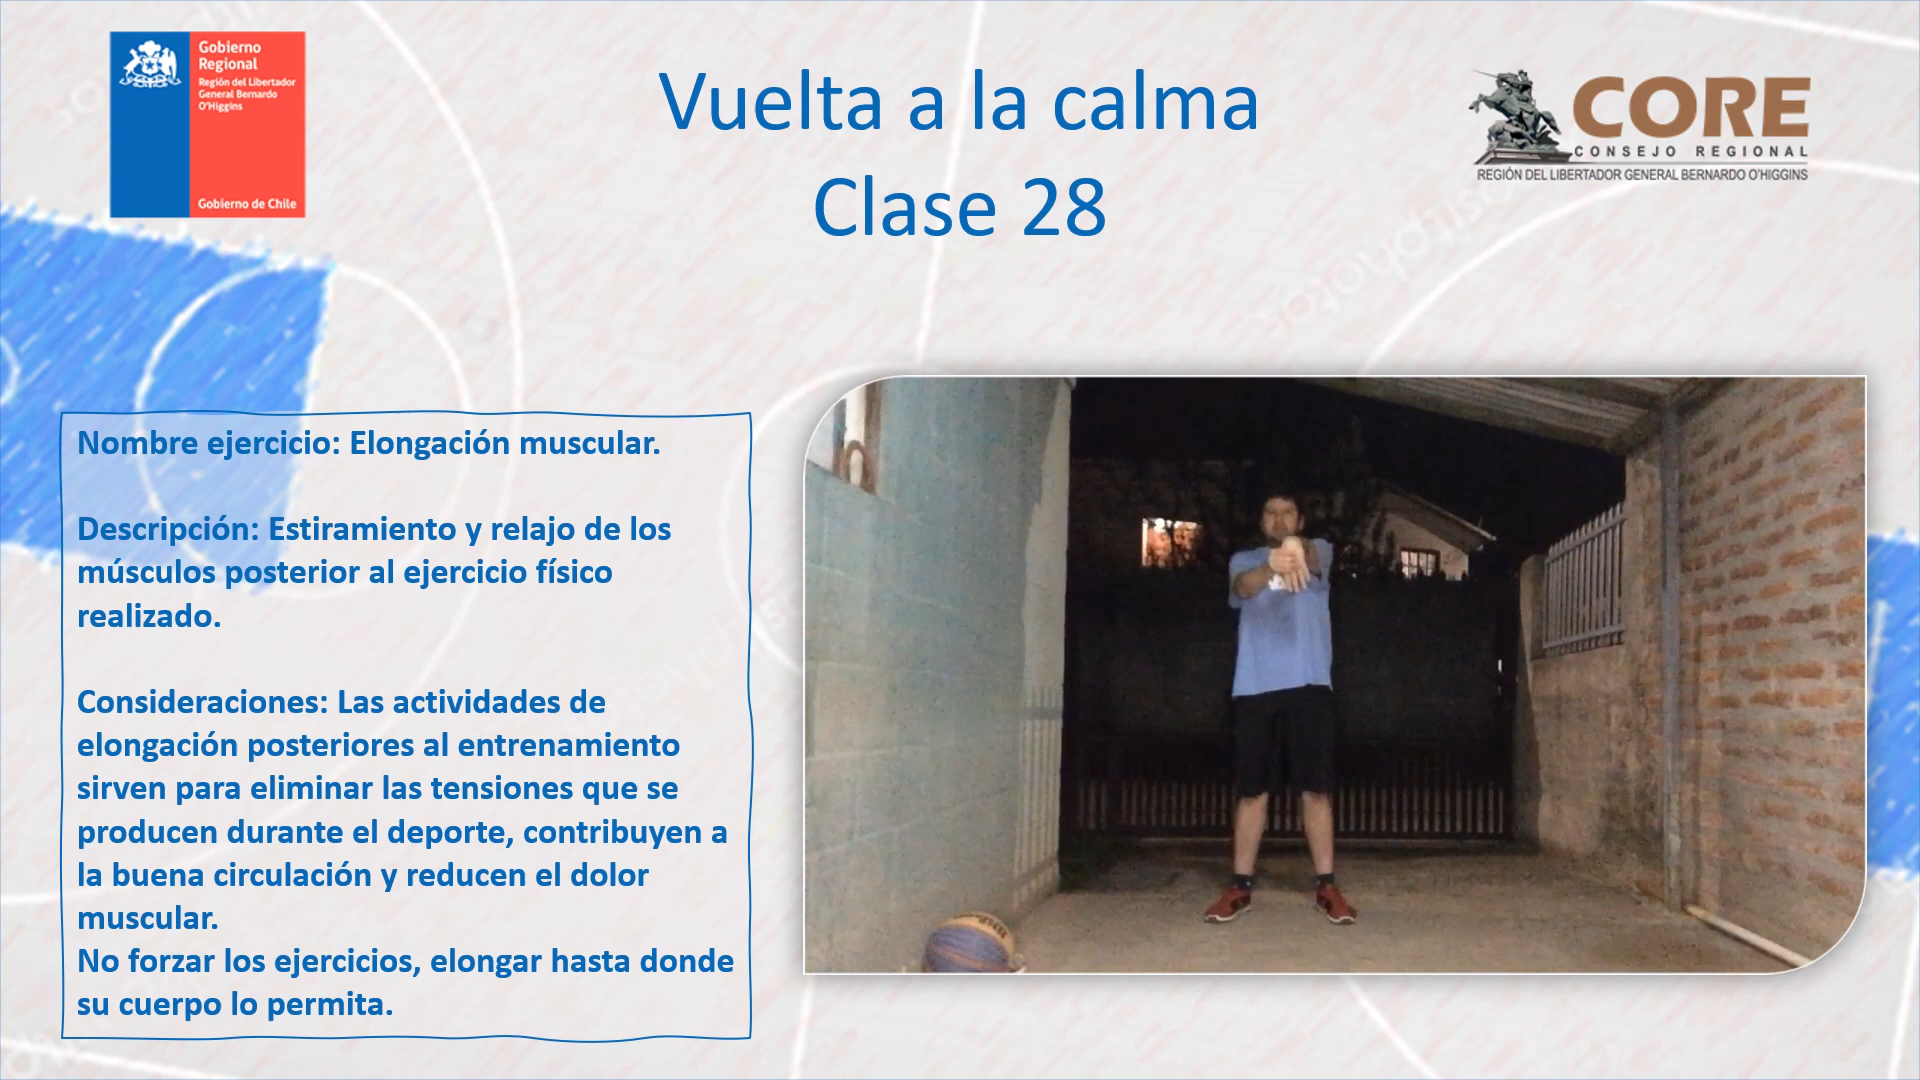 Gobierno
Regional
Región del Libertador
General Bernardo
O'Higgins
Gobierno de Chile
Vuelta a la calma
Clase 28
CORE
CONSEJO REGIONAL
REGIÓN DEL LIBERTADOR GENERAL BERNARDO O'HIGGINS
Nombre ejercicio: Elongación muscular.
Descripción: Estiramiento y relajo de los
músculos posterior al ejercicio físico
realizado.
Consideraciones: Las actividades de
elongación posteriores al entrenamiento
sirven para eliminar las tensiones que se
producen durante el deporte, contribuyen a
la buena circulación y reducen el dolor
muscular.
No forzar los ejercicios, elongar hasta donde
su cuerpo lo permita.